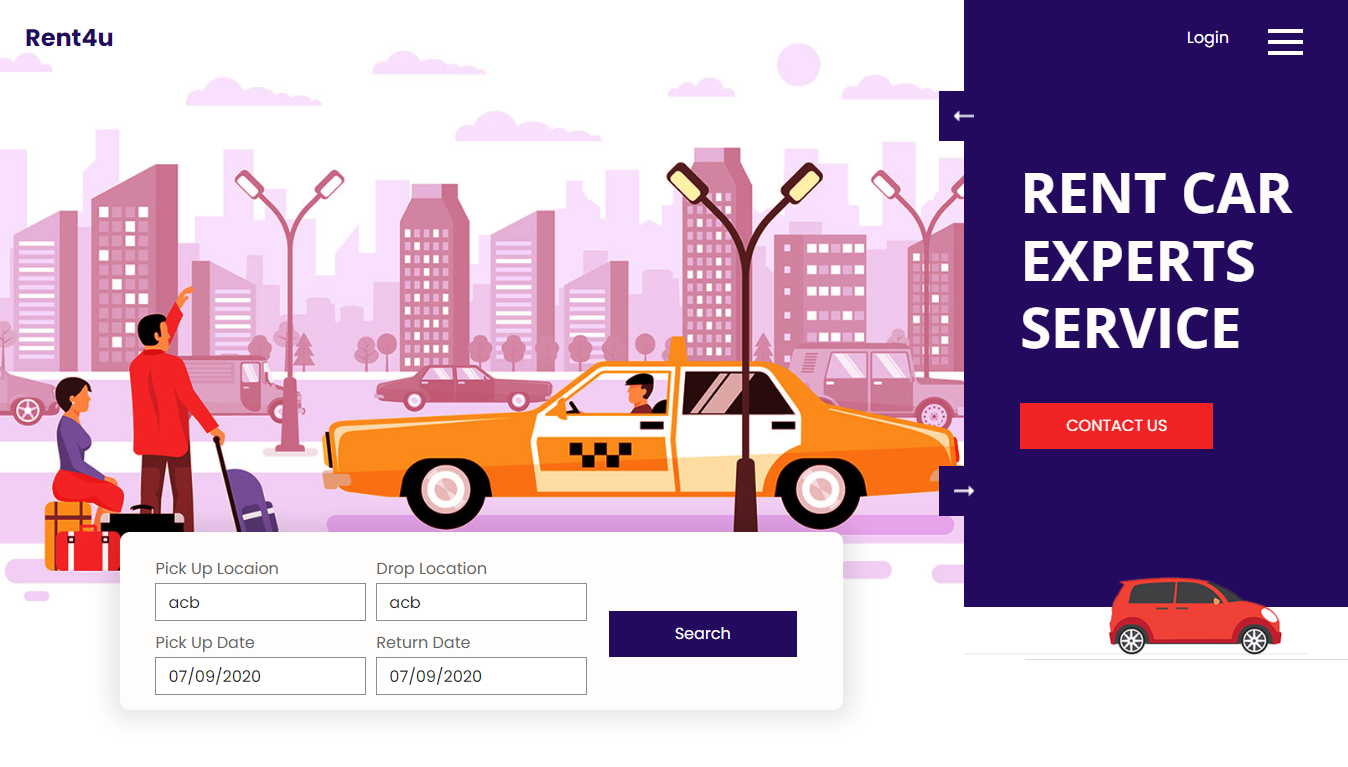 Rent4u
Login
RENT CAR
EXPERTS
SERVICE
CONTACT US
Pick Up Locaion
Drop Location
acb
acb
Pick Up Date
Return Date
07/09/2020
07/09/2020
Search